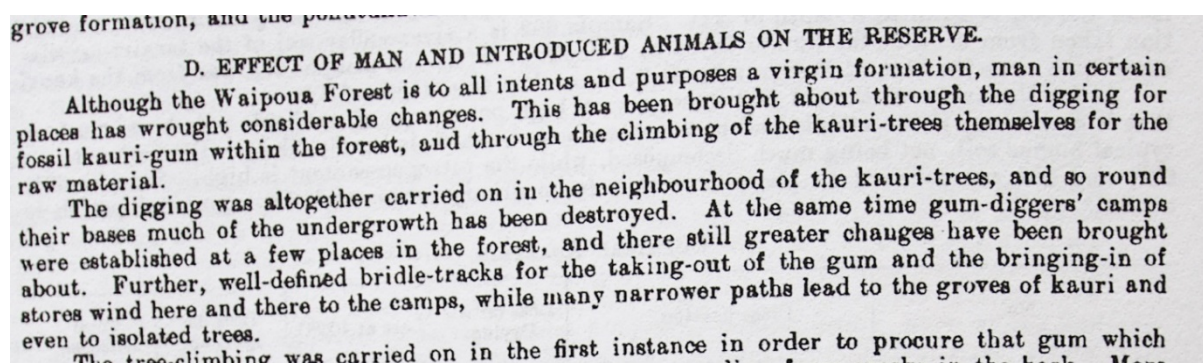 grove formation, and the
D. EFFECT OF MAN AND INTRODUCED ANIMALS ON THE RESERVE.
Although the Waipoua Forest is to all intents and purposes a virgin formation, man in certain
places has wrought considerable changes. This has been brought about through the digging for
fossil kauri-gum within the forest, and through the climbing of the kauri-trees themselves for the
raw material.
The digging was altogether carried on in the neighbourhood of the kauri-trees, and so round
their bases much of the undergrowth has been destroyed. At the same time gum-diggers' camps
were established at a few places in the forest, and there still greater changes have been brought
about. Further, well-defined bridle-tracks for the taking-out of the gum and the bringing-in of
stores wind here and there to the camps, while many narrower paths lead to the groves of kauri and
even to isolated trees.
The tree-climbing was carried on in the first instance in order to procure that gum which